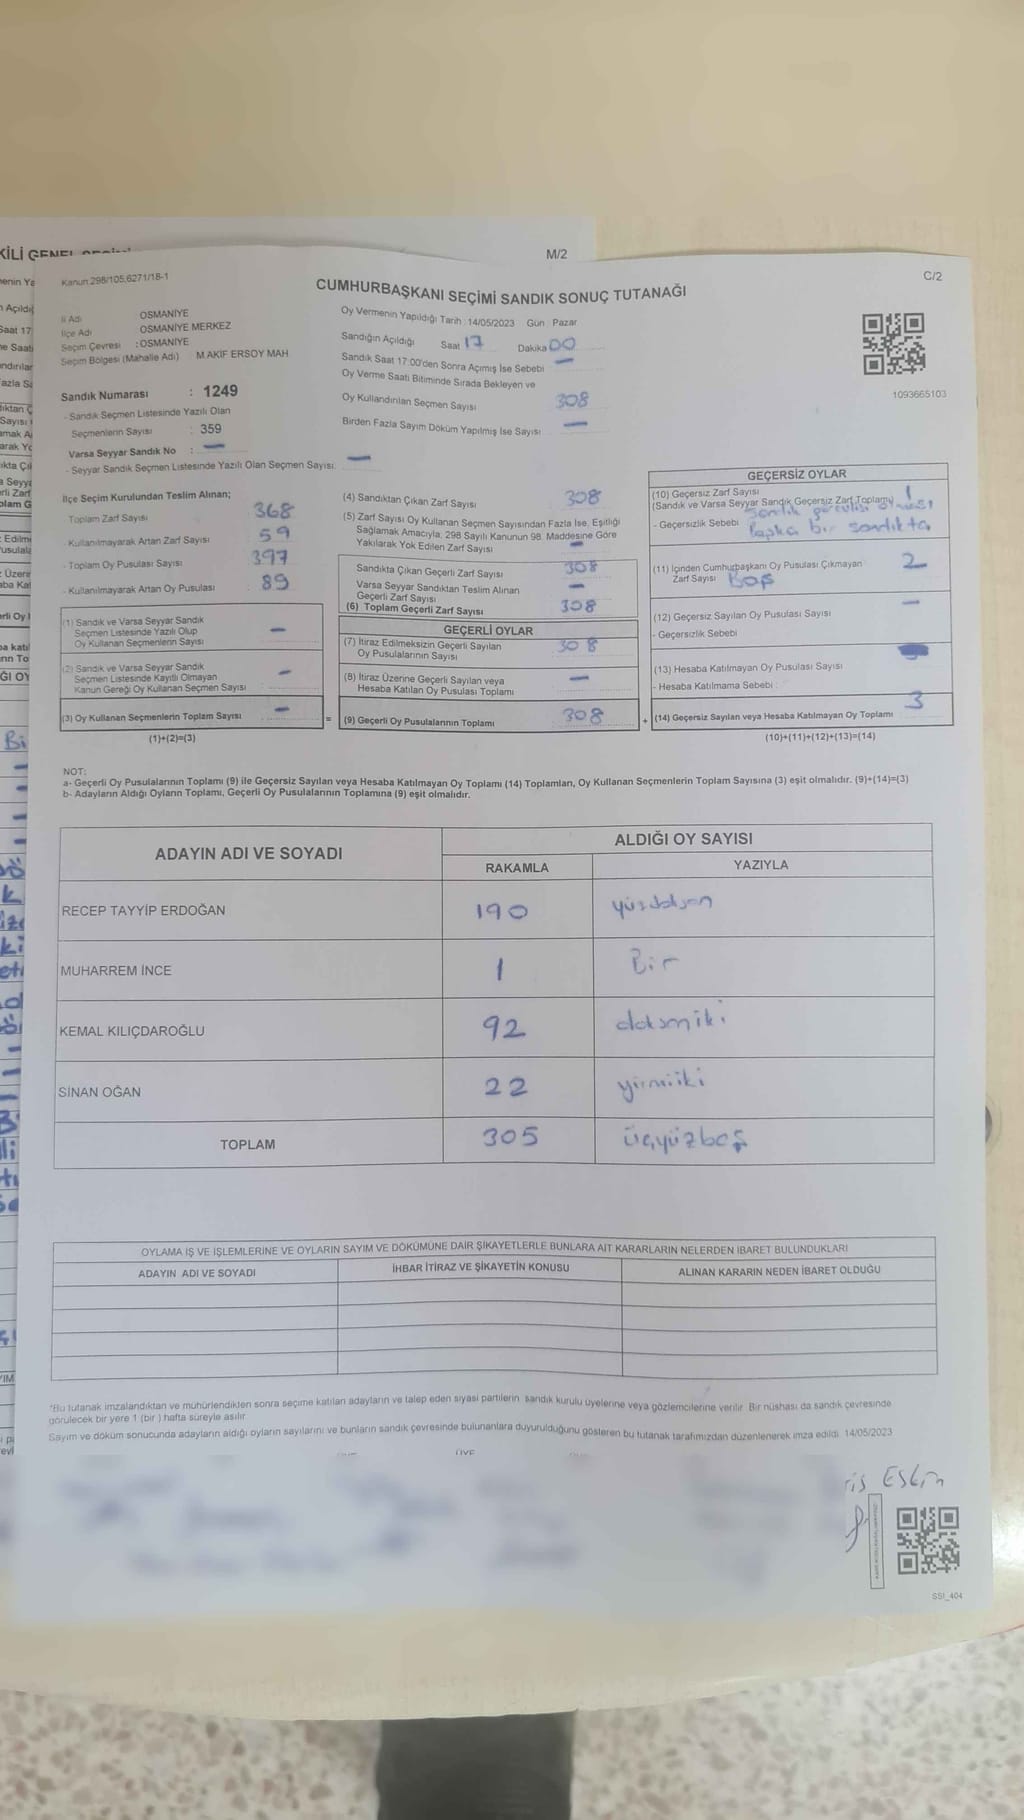 M/2
C/2
Kanun 298/105,6271/18-1
CUMHURBAŞKANI SEÇİMİ SANDIK SONUÇ TUTANAĞI
İl Adı OSMANİYE
İlçe Adı OSMANİYE MERKEZ
Seçim Çevresi : OSMANİYE
Seçim Bölgesi (Mahalle Adı) M.AKİF ERSOY MAH
Sandık Numarası : 1249
- Sandık Seçmen Listesinde Yazılı Olan
Seçmenlerin Sayısı : 359
Varsa Seyyar Sandık No : -
- Seyyar Sandık Seçmen Listesinde Yazılı Olan Seçmen Sayısı -
Oy Vermenin Yapıldığı Tarih : 14/05/2023 Gün : Pazar
Sandığın Açıldığı Saat 17 Dakika 00
Sandık Saat 17:00'den Sonra Açımış İse Sebebi -
Oy Verme Saati Bitiminde Sırada Bekleyen ve
Oy Kullandırılan Seçmen Sayısı 308
Birden Fazla Sayım Döküm Yapılmış İse Sayısı -
1093665103
İlçe Seçim Kurulundan Teslim Alınan;
Toplam Zarf Sayısı 368
- Kullanılmayarak Artan Zarf Sayısı 59
- Toplam Oy Pusulası Sayısı 397
- Kullanılmayarak Artan Oy Pusulası 89
(1) Sandık ve Varsa Seyyar Sandık
Seçmen Listesinde Yazılı Olup
Oy Kullanan Seçmenlerin Sayısı -
(2) Sandık ve Varsa Seyyar Sandık
Seçmen Listesinde Kayıtlı Olmayan
Kanun Gereği Oy Kullanan Seçmen Sayısı -
(3) Oy Kullanan Seçmenlerin Toplam Sayısı -
(1)+(2)=(3)
(4) Sandıktan Çıkan Zarf Sayısı 308
(5) Zarf Sayısı Oy Kullanan Seçmen Sayısından Fazla İse, Eşitliği
Sağlamak Amacıyla, 298 Sayılı Kanunun 98. Maddesine Göre
Yakılarak Yok Edilen Zarf Sayısı -
Sandıkta Çıkan Geçerli Zarf Sayısı 308
Varsa Seyyar Sandıktan Teslim Alınan
Geçerli Zarf Sayısı -
(6) Toplam Geçerli Zarf Sayısı 308
GEÇERLİ OYLAR
(7) İtiraz Edilmeksizin Geçerli Sayılan
Oy Pusulalarının Sayısı 308
(8) İtiraz Üzerine Geçerli Sayılan veya
Hesaba Katılan Oy Pusulası Toplamı -
= (9) Geçerli Oy Pusulalarının Toplamı 308
GEÇERSİZ OYLAR
(10) Geçersiz Zarf Sayısı 1
(Sandık ve Varsa Seyyar Sandık Geçersiz Zarf Toplamı)
Sandık
- Geçersizlik Sebebi Başka bir sandıkta
(11) İçinden Cumhurbaşkanı Oy Pusulası Çıkmayan 2
Zarf Sayısı Boş
(12) Geçersiz Sayılan Oy Pusulası Sayısı -
- Geçersizlik Sebebi
(13) Hesaba Katılmayan Oy Pusulası Sayısı
- Hesaba Katılmama Sebebi :
+ (14) Geçersiz Sayılan veya Hesaba Katılmayan Oy Toplamı 3
(10)+(11)+(12)+(13)=(14)
NOT:
a- Geçerli Oy Pusulalarının Toplamı (9) ile Geçersiz Sayılan veya Hesaba Katılmayan Oy Toplamı (14) Toplamları, Oy Kullanan Seçmenlerin Toplam Sayısına (3) eşit olmalıdır. (9)+(14)=(3)
b- Adayların Aldığı Oyların Toplamı, Geçerli Oy Pusulalarının Toplamına (9) eşit olmalıdır.
ADAYIN ADI VE SOYADI
ALDIĞI OY SAYISI
RAKAMLA YAZIYLA
RECEP TAYYİP ERDOĞAN 190 yüzdoksan
MUHARREM İNCE 1 Bir
KEMAL KILIÇDAROĞLU 92 doksaniki
SİNAN OĞAN 22 yirmiiki
TOPLAM 305 üçyüzbeş
OYLAMA İŞ VE İŞLEMLERİNE VE OYLARIN SAYIM VE DÖKÜMÜNE DAİR ŞİKAYETLERLE BUNLARA AİT KARARLARIN NELERDEN İBARET BULUNDUKLARI
ADAYIN ADI VE SOYADI İHBAR İTİRAZ VE ŞİKAYETİN KONUSU ALINAN KARARIN NEDEN İBARET OLDUĞU
*Bu tutanak imzalandıktan ve mühürlendikten sonra seçime katılan adayların ve talep eden siyasi partilerin sandık kurulu üyelerine veya gözlemcilerine verilir. Bir nüshası da sandık çevresinde
görülecek bir yere 1 (bir ) hafta süreyle asılır.
Sayım ve döküm sonucunda adayların aldığı oyların sayılarını ve bunların sandık çevresinde bulunanlara duyurulduğunu gösteren bu tutanak tarafımızdan düzenlenerek imza edildi. 14/05/2023
SSI_404